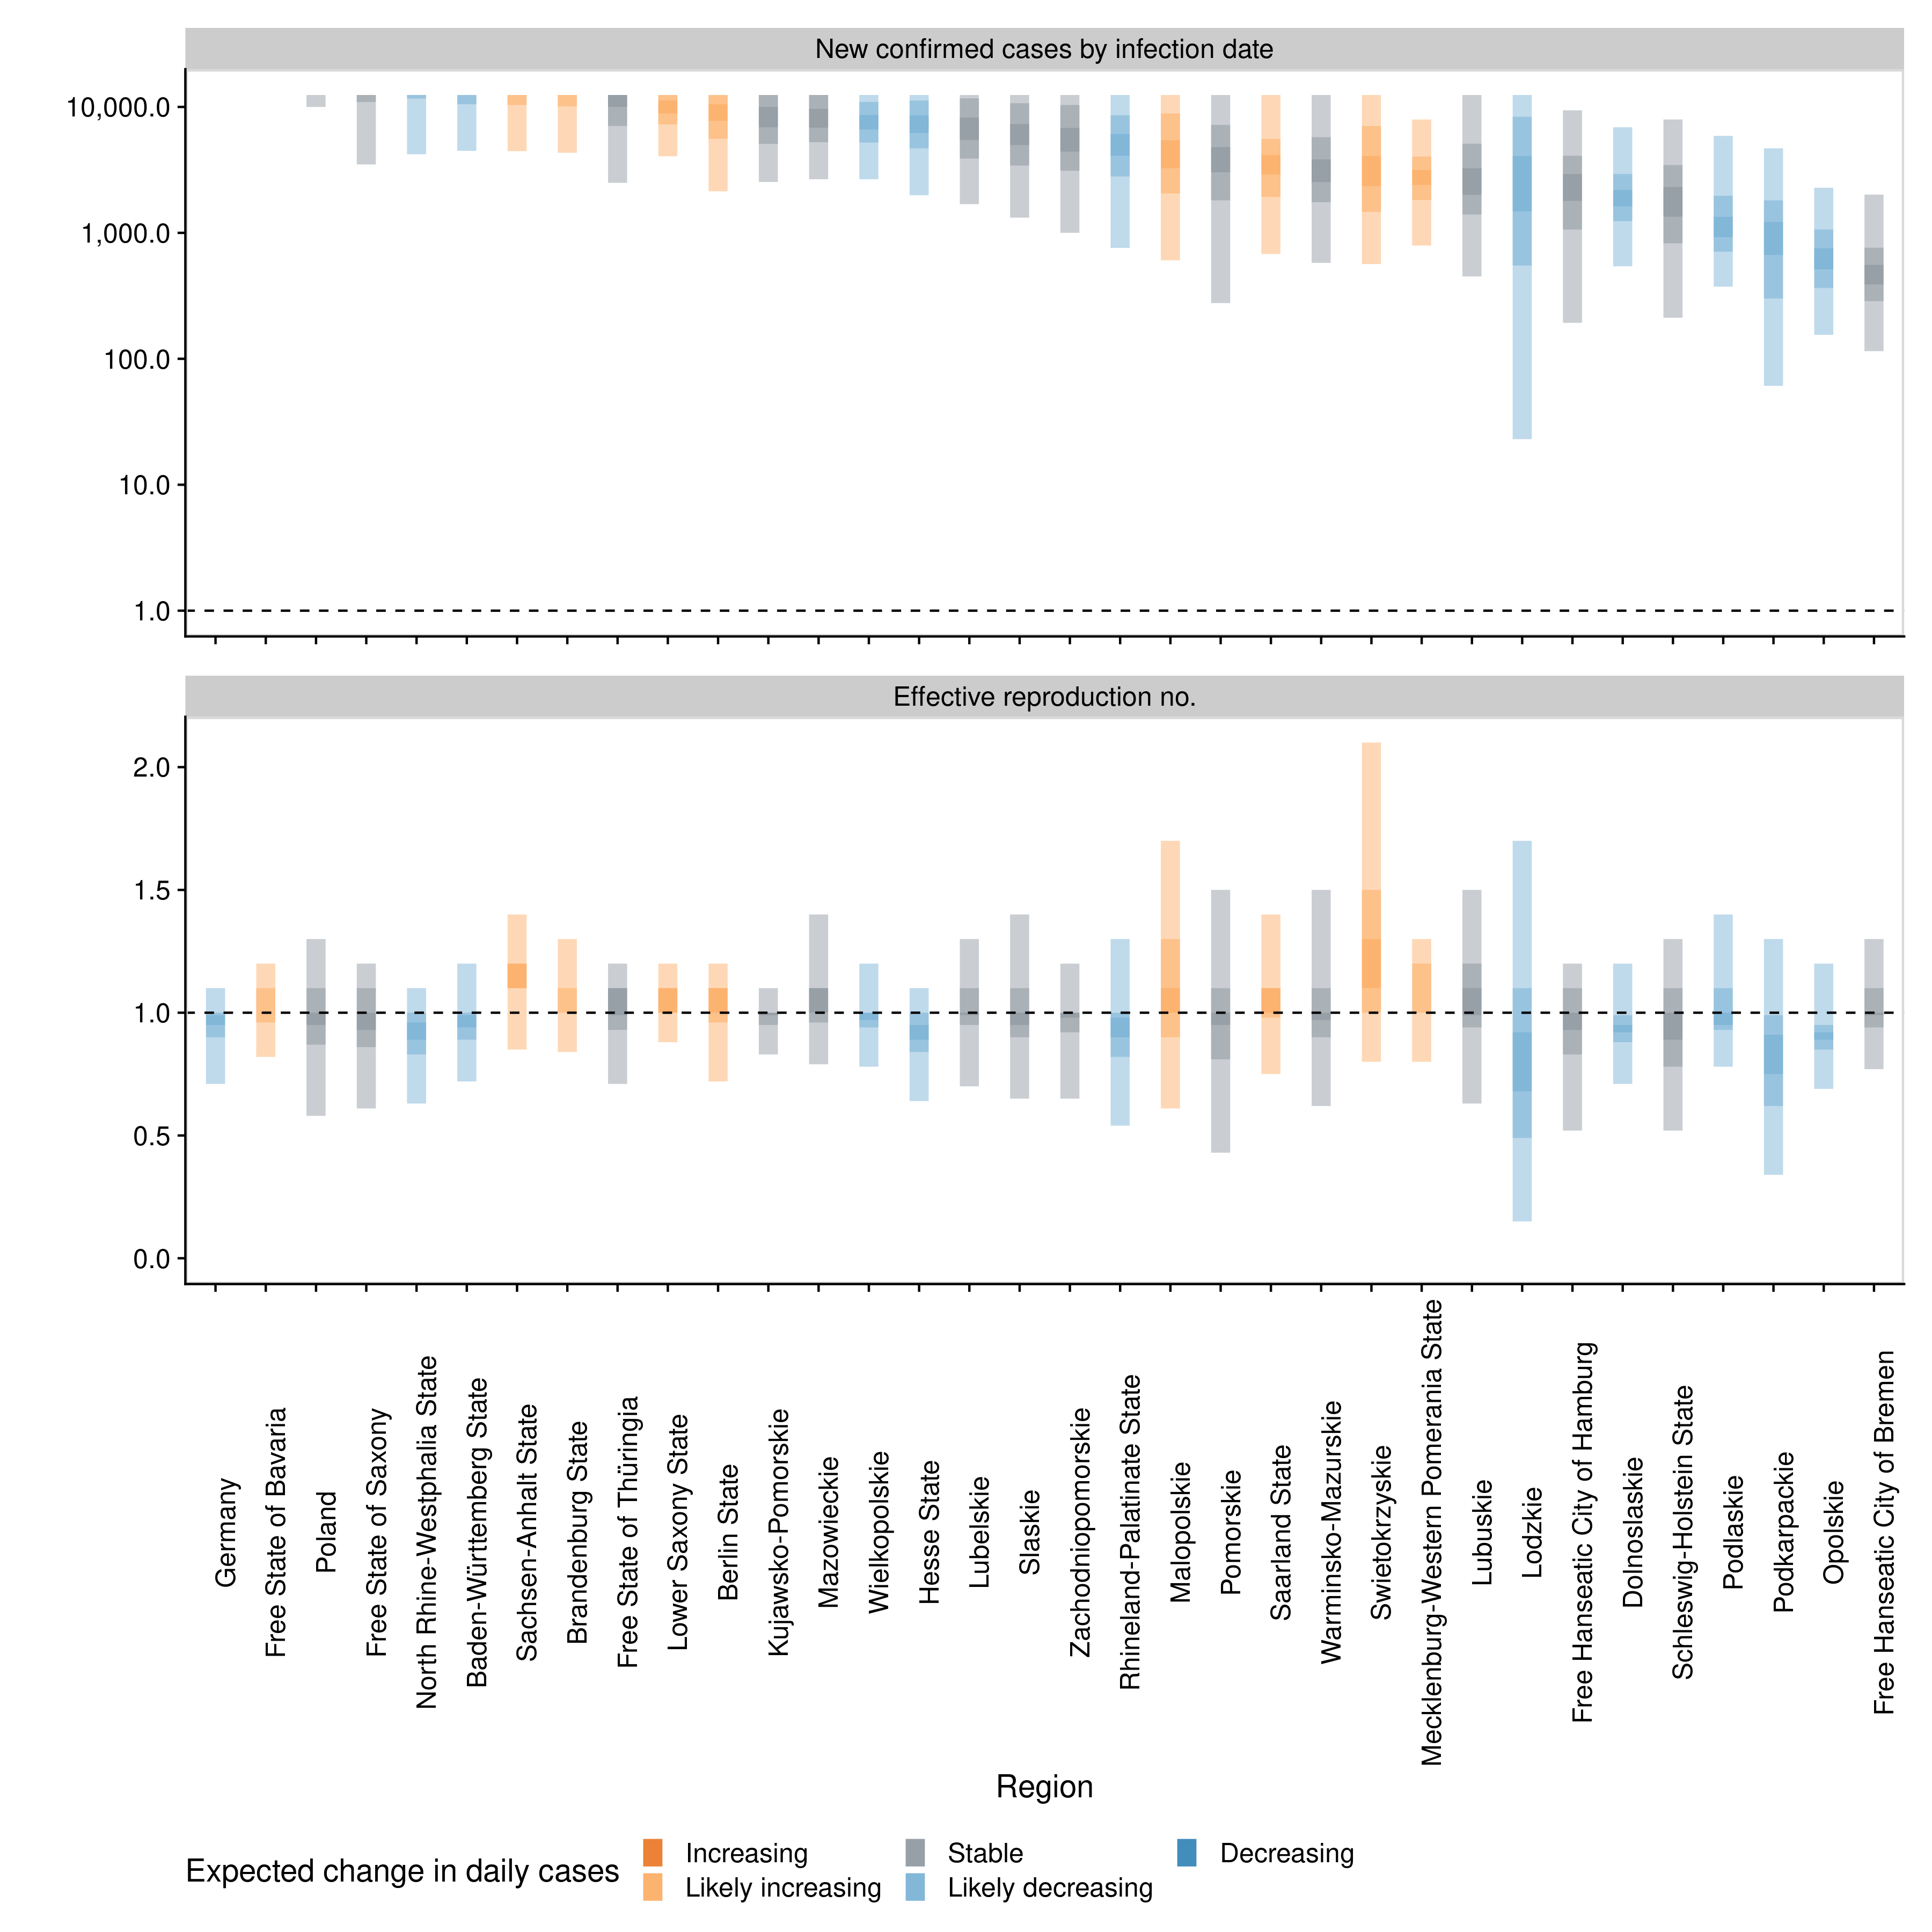 New confirmed cases by infection date
10,000.0
1,000.0
100.0
10.0
1.0
Effective reproduction no.
2.0
1.5
1.0
0.5
0.0
Germany
Free State of Bavaria
Poland
Free State of Saxony
North Rhine-Westphalia State
Baden-Württemberg State
Sachsen-Anhalt State
Brandenburg State
Free State of Thüringia
Lower Saxony State
Berlin State
Kujawsko-Pomorskie
Mazowieckie
Wielkopolskie
Hesse State
Lubelskie
Slaskie
Zachodniopomorskie
Rhineland-Palatinate State
Malopolskie
Pomorskie
Saarland State
Warminsko-Mazurskie
Swietokrzyskie
Mecklenburg-Western Pomerania State
Lubuskie
Lodzkie
Free Hanseatic City of Hamburg
Dolnoslaskie
Schleswig-Holstein State
Podlaskie
Podkarpackie
Opolskie
Free Hanseatic City of Bremen
Region
Expected change in daily cases
Increasing
Likely increasing
Stable
Likely decreasing
Decreasing